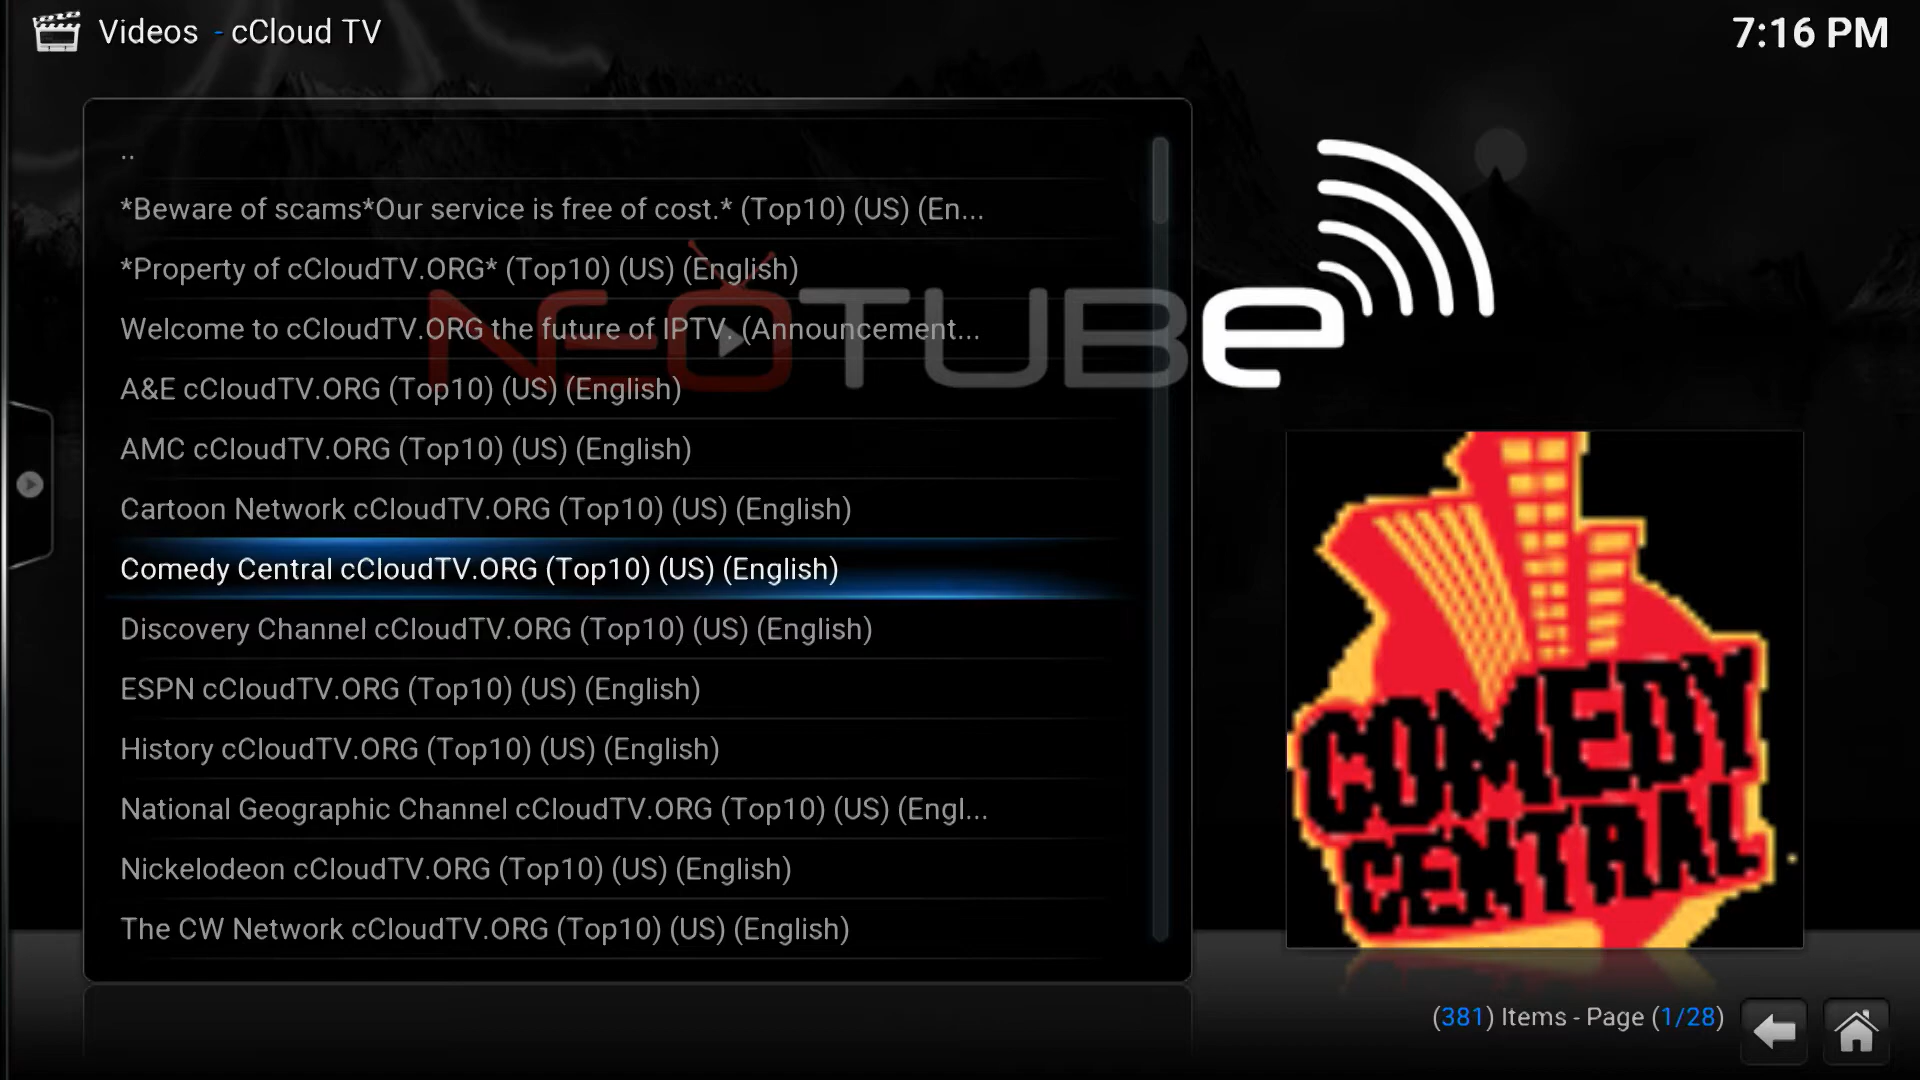 Videos - cCloud TV
7:16 PM
..
*Beware of scams*Our service is free of cost.* (Top10) (US) (En...
*Property of cCloudTV.ORG* (Top10) (US) (English)
NEOTUBe
Welcome to cCloudTV.ORG the future of IPTV. (Announcement...
A&E cCloudTV.ORG (Top10) (US) (English)
AMC cCloudTV.ORG (Top10) (US) (English)
Cartoon Network cCloudTV.ORG (Top10) (US) (English)
Comedy Central cCloudTV.ORG (Top10) (US) (English)
Discovery Channel cCloudTV.ORG (Top10) (US) (English)
ESPN cCloudTV.ORG (Top10) (US) (English)
History cCloudTV.ORG (Top10) (US) (English)
National Geographic Channel cCloudTV.ORG (Top10) (US) (Engl...
Nickelodeon cCloudTV.ORG (Top10) (US) (English)
The CW Network cCloudTV.ORG (Top10) (US) (English)
COMEDY
CENTRAL
(381) Items - Page (1/28)